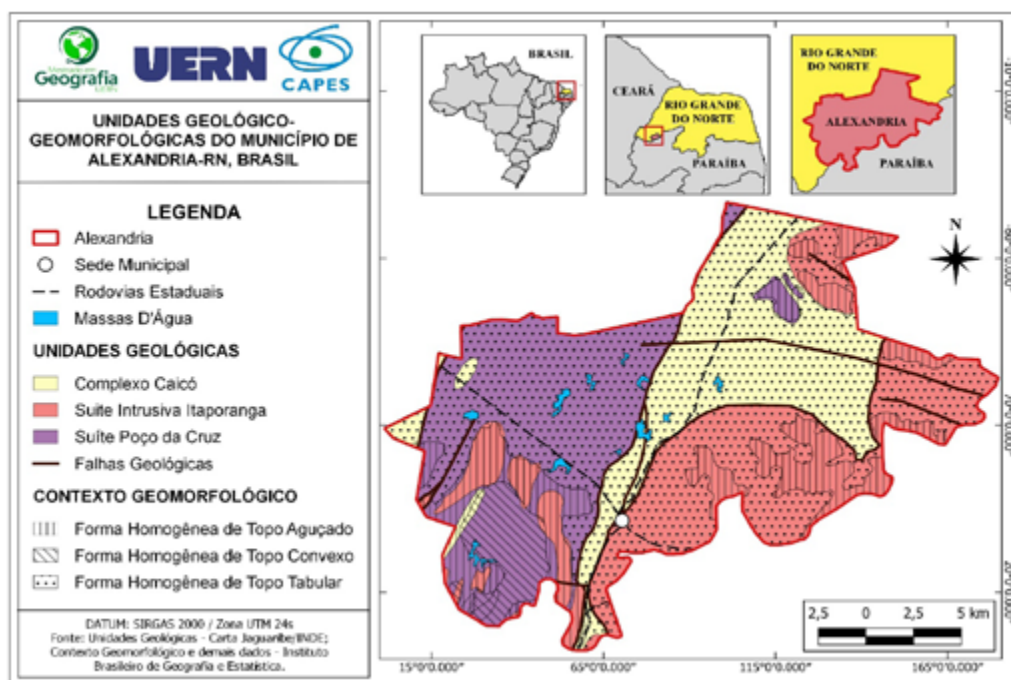 Geografia
UERN
CAPES
UNIDADES GEOLÓGICO-
GEOMORFOLÓGICAS DO MUNICÍPIO DE
ALEXANDRIA-RN, BRASIL
LEGENDA
Alexandria
Sede Municipal
Rodovias Estaduais
Massas D'Água
UNIDADES GEOLÓGICAS
Complexo Caicó
Suite Intrusiva Itaporanga
Suíte Poço da Cruz
Falhas Geológicas
CONTEXTO GEOMORFOLÓGICO
Forma Homogênea de Topo Aguçado
Forma Homogênea de Topo Convexo
Forma Homogênea de Topo Tabular
DATUM: SIRGAS 2000 / Zona UTM 24s
Fonte: Unidades Geológicas - Carta Jaguaribe/INDE;
Contexto Geomorfológico e demais dados - Instituto
Brasileiro de Geografia e Estatística.
BRASIL
CEARÁ
RIO GRANDE
DO NORTE
PARAÍBA
RIO GRANDE
DO NORTE
ALEXANDRIA
PARAÍBA
N
2,5 0 2,5 5 km
15°0'0.000" 65°0'0.000" 115°0'0.000" 165°0'0.000"